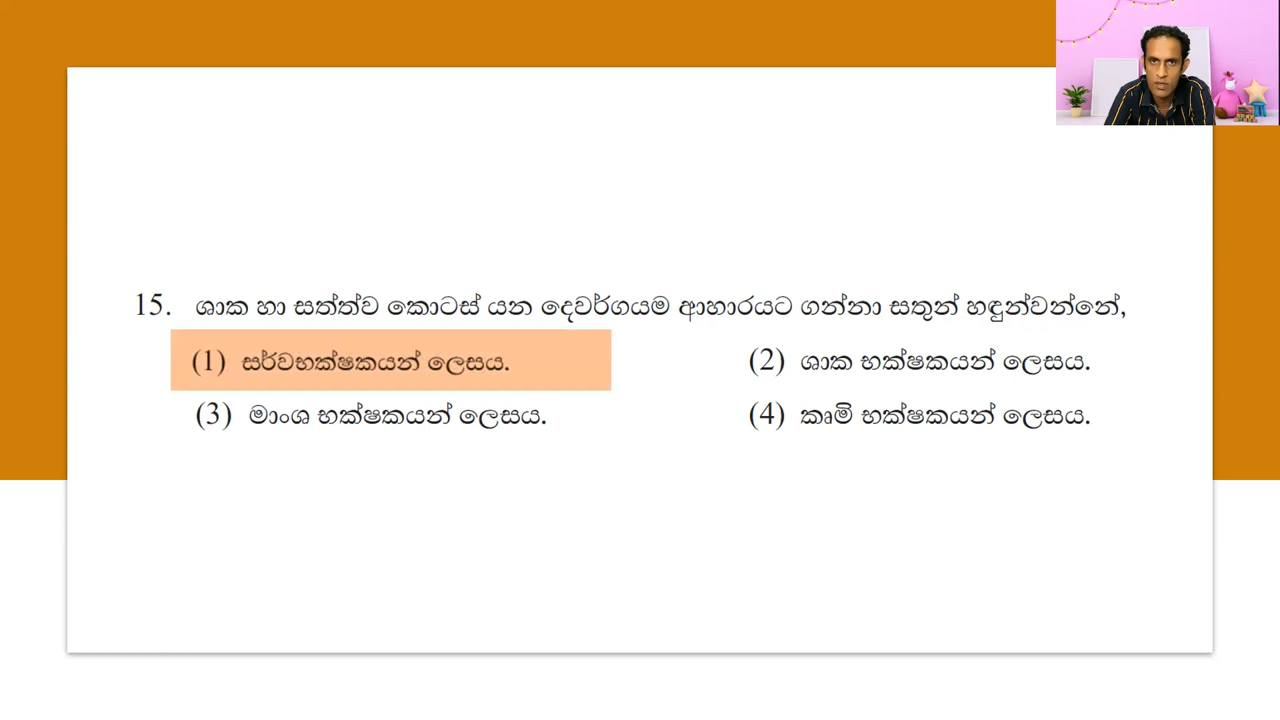 15. ශාක හා සත්ත්ව කොටස් යන දෙවර්ගයම ආහාරයට ගන්නා සතුන් හඳුන්වන්නේ,
(1) සර්වභක්ෂකයන් ලෙසය. (2) ශාක භක්ෂකයන් ලෙසය.
(3) මාංශ භක්ෂකයන් ලෙසය. (4) කෘමි භක්ෂකයන් ලෙසය.